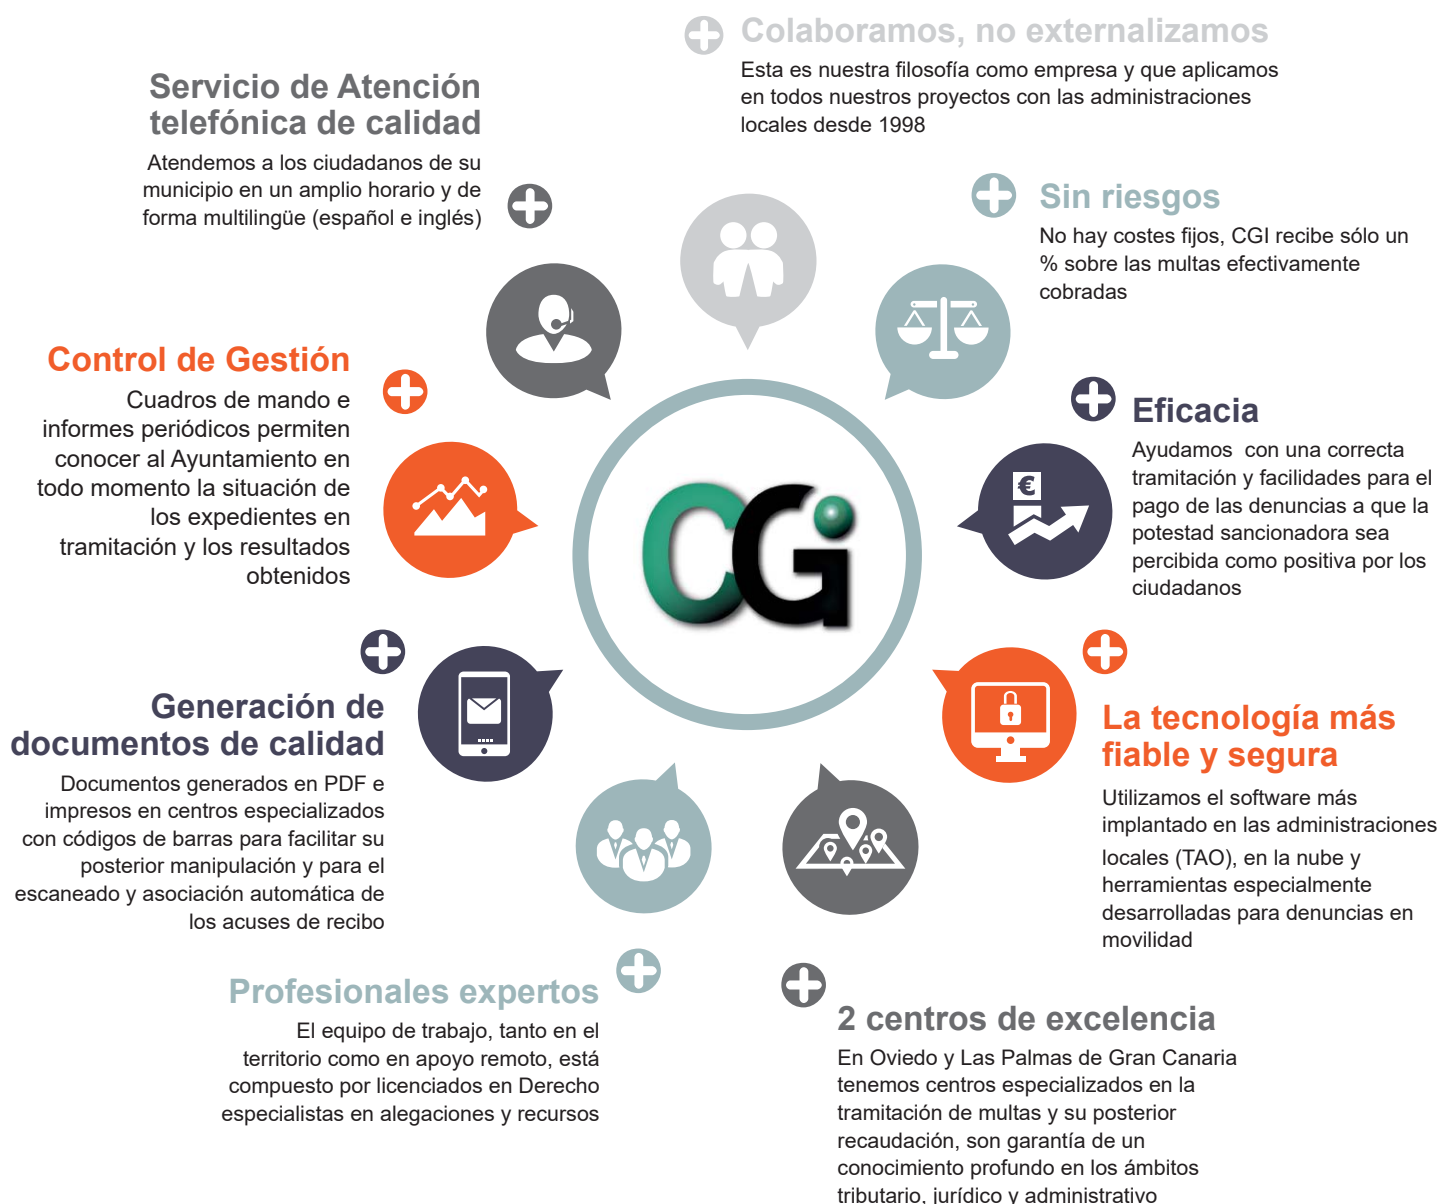 Colaboramos, no externalizamos
Esta es nuestra filosofía como empresa y que aplicamos
en todos nuestros proyectos con las administraciones
locales desde 1998
Servicio de Atención
telefónica de calidad
Atendemos a los ciudadanos de su
municipio en un amplio horario y de
forma multilingüe (español e inglés)
Sin riesgos
No hay costes fijos, CGI recibe sólo un
% sobre las multas efectivamente
cobradas
Control de Gestión
Cuadros de mando e
informes periódicos permiten
conocer al Ayuntamiento en
todo momento la situación de
los expedientes en
tramitación y los resultados
obtenidos
Eficacia
Ayudamos  con una correcta
tramitación y facilidades para el
pago de las denuncias a que la
potestad sancionadora sea
percibida como positiva por los
ciudadanos
€
CGi
Generación de
documentos de calidad
Documentos generados en PDF e
impresos en centros especializados
con códigos de barras para facilitar su
posterior manipulación y para el
escaneado y asociación automática de
los acuses de recibo
La tecnología más
fiable y segura
Utilizamos el software más
implantado en las administraciones
locales (TAO), en la nube y
herramientas especialmente
desarrolladas para denuncias en
movilidad
Profesionales expertos
El equipo de trabajo, tanto en el
territorio como en apoyo remoto, está
compuesto por licenciados en Derecho
especialistas en alegaciones y recursos
2 centros de excelencia
En Oviedo y Las Palmas de Gran Canaria
tenemos centros especializados en la
tramitación de multas y su posterior
recaudación, son garantía de un
conocimiento profundo en los ámbitos
tributario, jurídico y administrativo